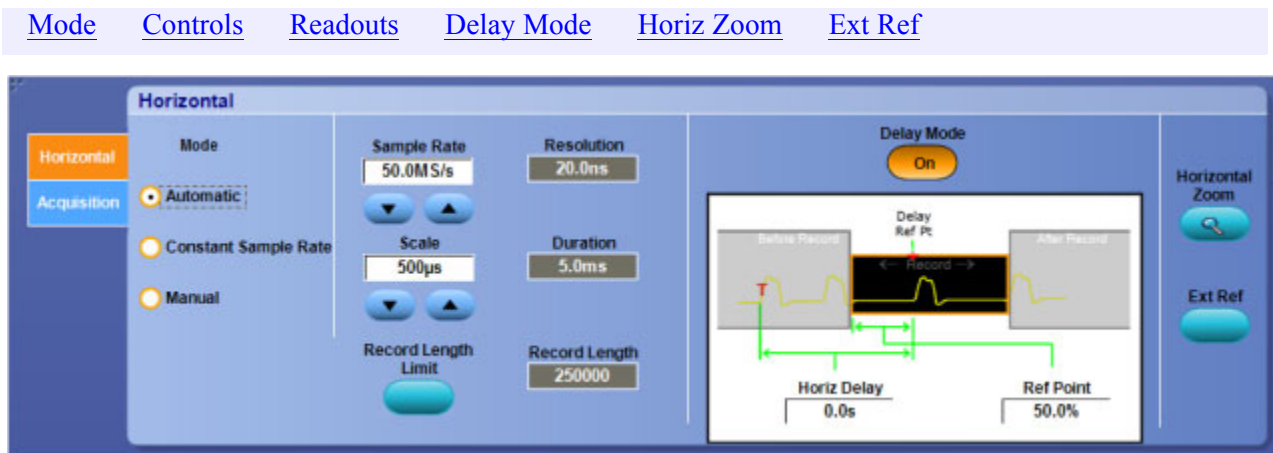 Mode Controls Readouts Delay Mode Horiz Zoom Ext Ref
Horizontal
Horizontal
Acquisition
Mode
Automatic
Constant Sample Rate
Manual
Sample Rate
50.0MS/s
Scale
500µs
Record Length
Limit
Resolution
20.0ns
Duration
5.0ms
Record Length
250000
Delay Mode
On
Delay
Ref Pt
Before Record
← Record →
After Record
T
Horiz Delay
0.0s
Ref Point
50.0%
Horizontal
Zoom
Ext Ref